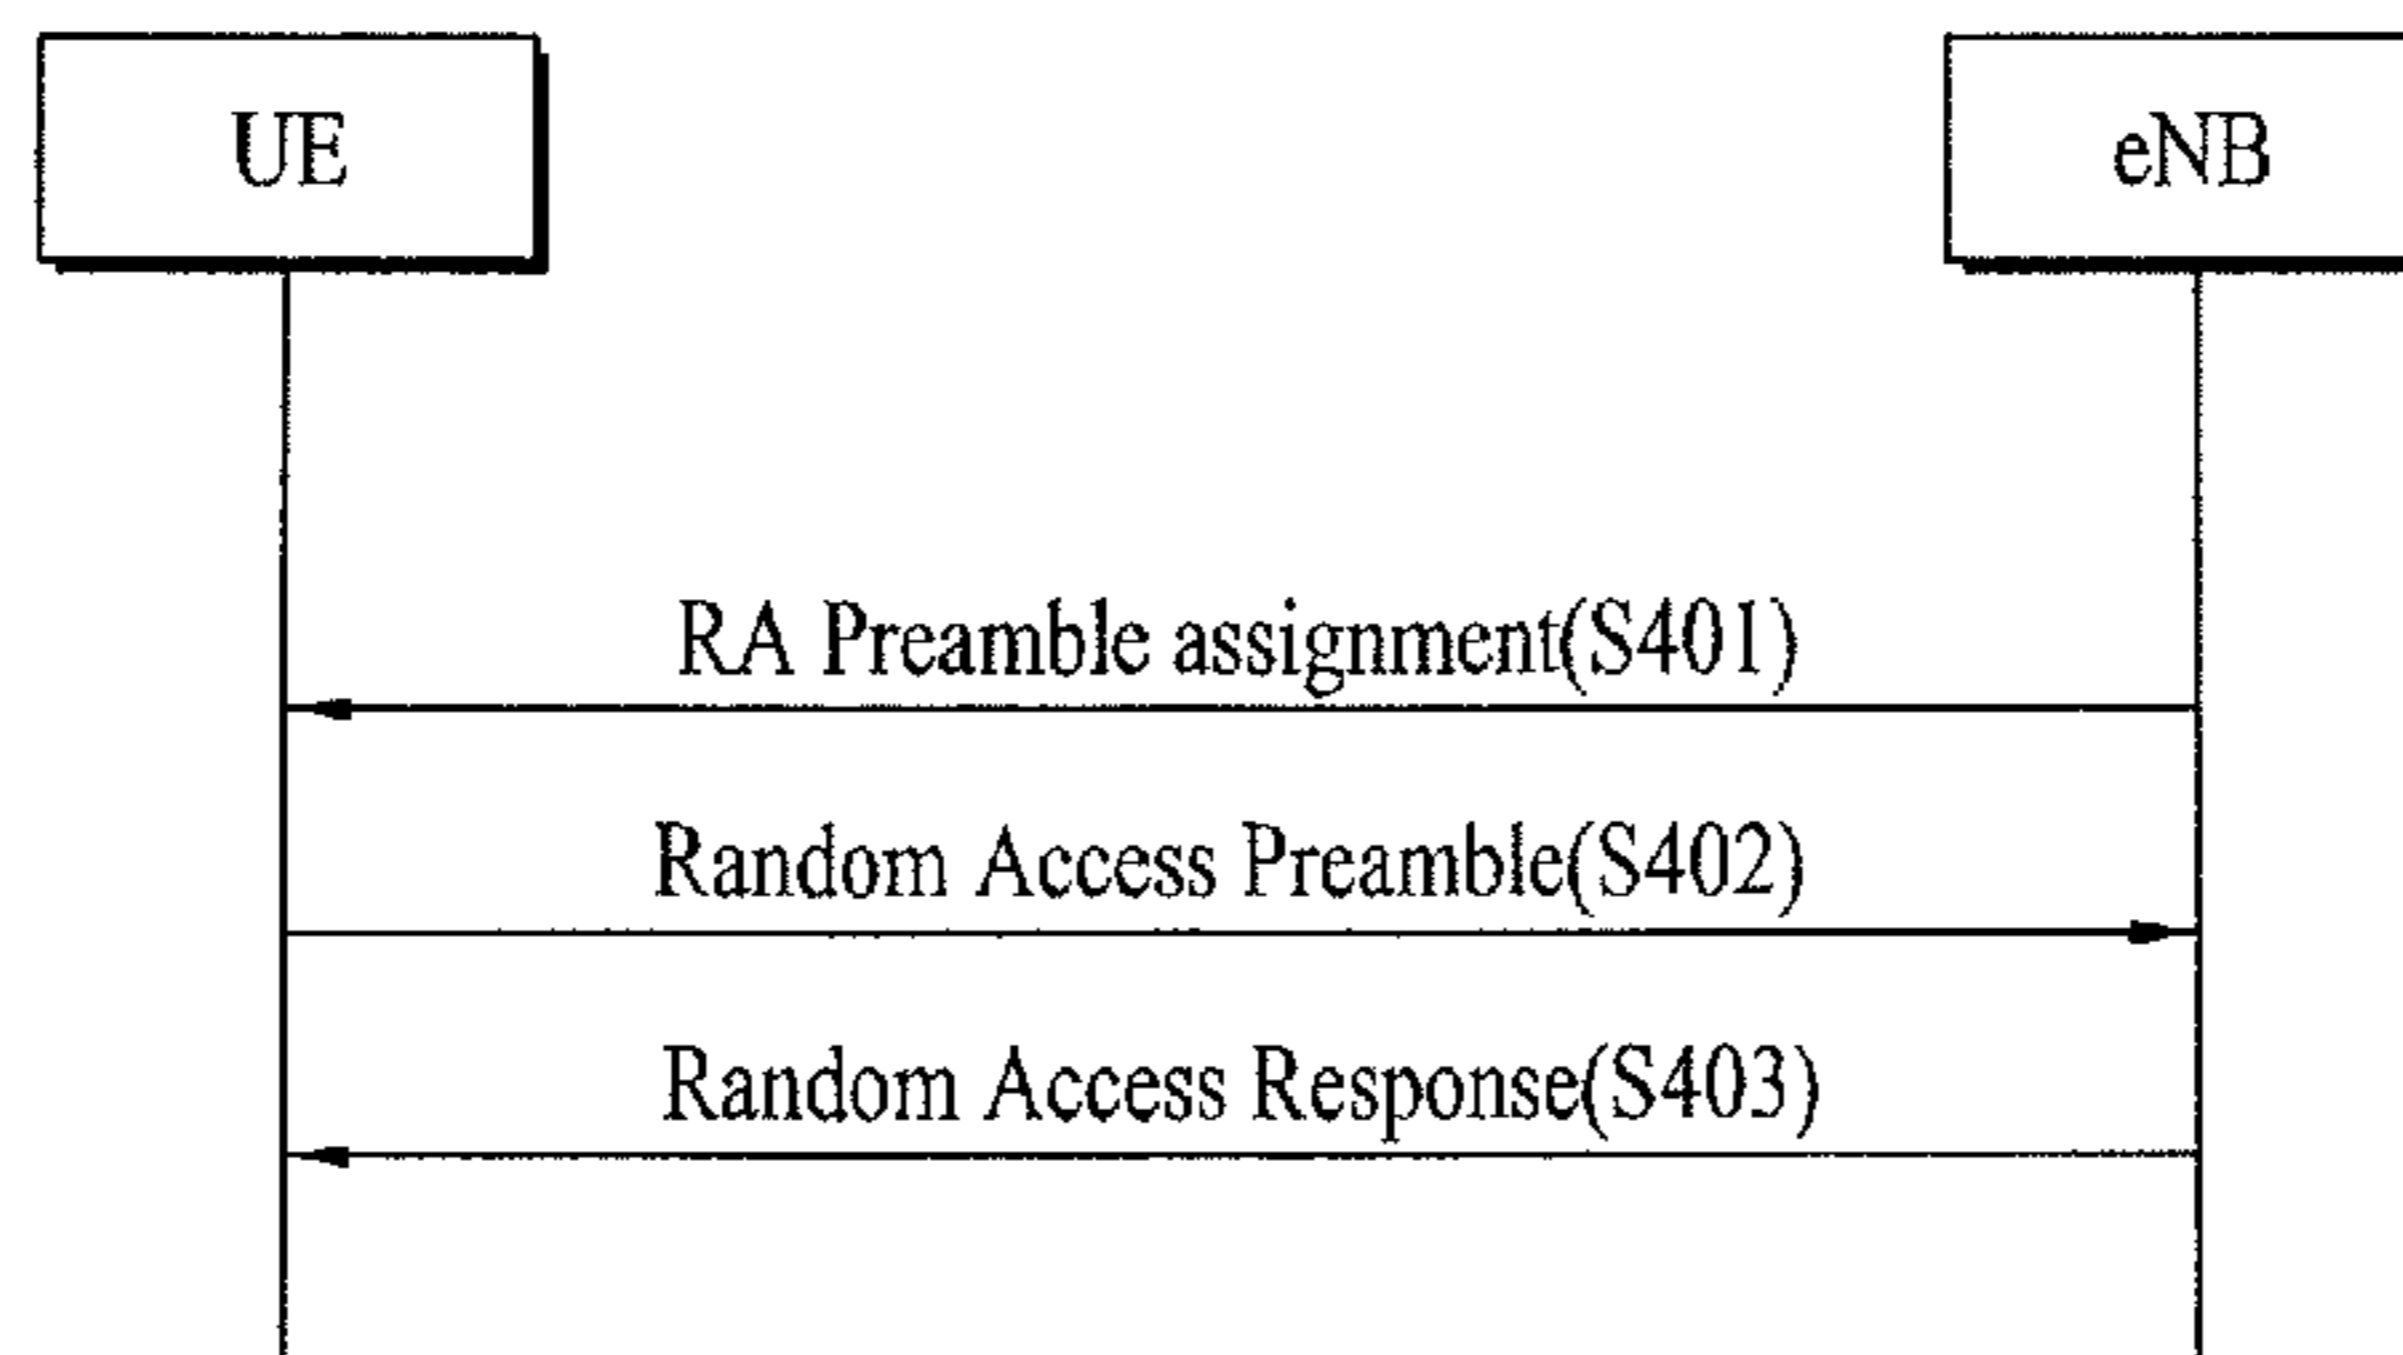 UE
eNB
RA Preamble assignment(S401)
Random Access Preamble(S402)
Random Access Response(S403)